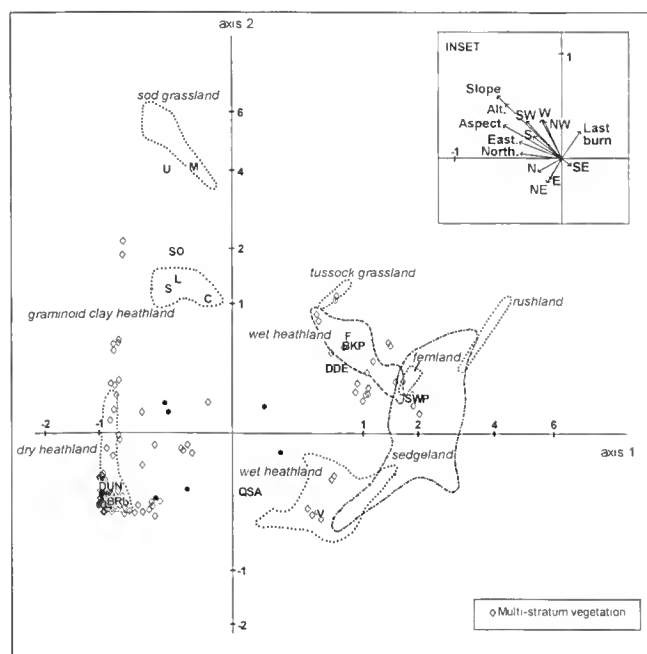 axis 2
INSET
1
Slope
Alt.
SW
W
NW
Aspect
S
Last
burn
East.
North.
-1
N
SE
E
NE
sod grassland
6
U
M
4
SO
2
L
S
C
1
tussock grassland
graminoid clay heathland
wet heathland
F
BKP
rushland
DDE
fernland
SWP
-2
-1
1
2
4
6
axis 1
dry heathland
wet heathland
sedgeland
DUN
QSA
V
-1
-2
Multi-stratum vegetation